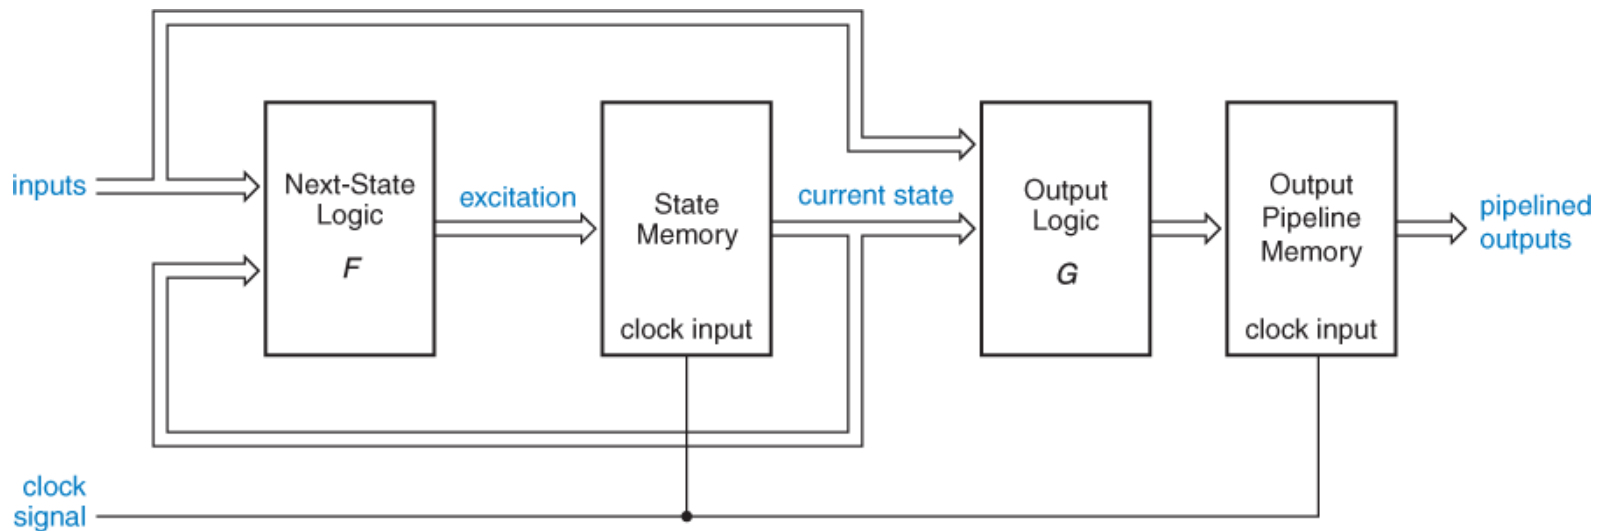 inputs
Next-State
Logic
F
excitation
State
Memory
clock input
current state
Output
Logic
G
Output
Pipeline
Memory
clock input
pipelined
outputs
clock
signal